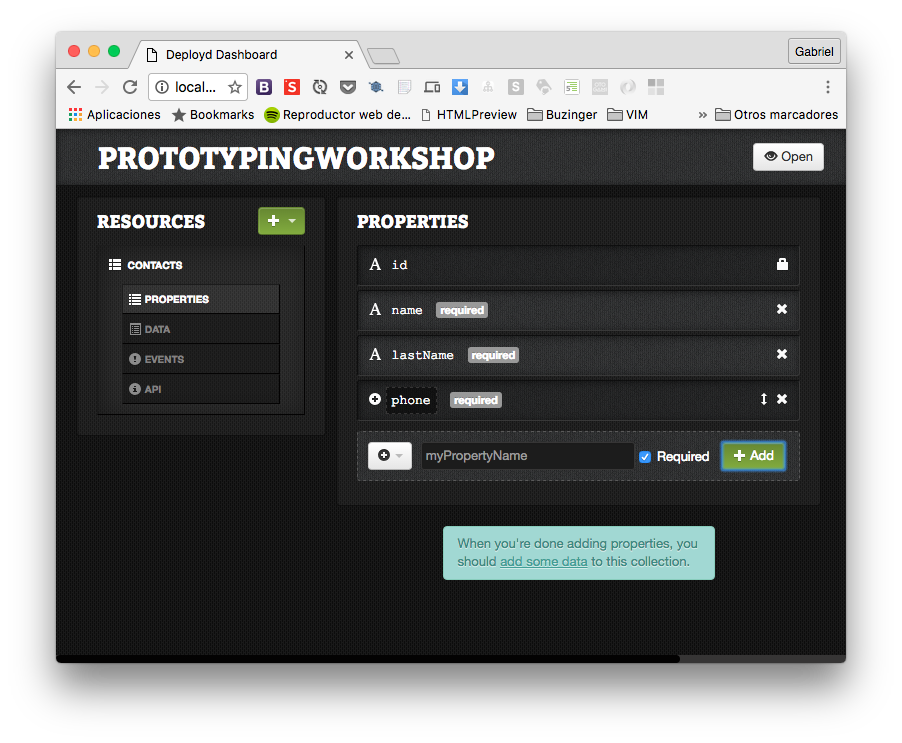 Deployd Dashboard
Gabriel
local...
Aplicaciones Bookmarks Reproductor web de... HTMLPreview Buzinger VIM » Otros marcadores
PROTOTYPINGWORKSHOP
Open
RESOURCES
CONTACTS
PROPERTIES
DATA
EVENTS
API
PROPERTIES
A id
A name required
A lastName required
phone required
myPropertyName Required + Add
When you're done adding properties, you
should add some data to this collection.